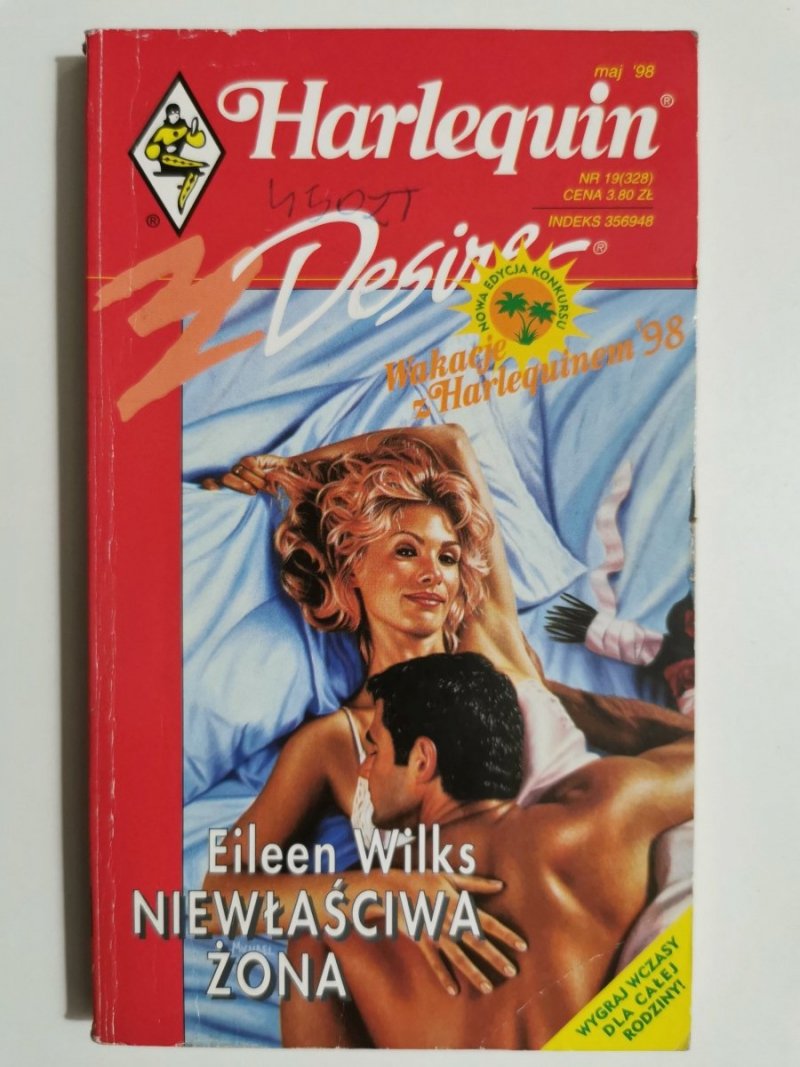 maj '98
Harlequin®
NR 19(328)
CENA 3.80 ZŁ
INDEKS 356948
®
Desire®
NOWA EDYCJA KONKURSU
Wakacje
z Harlequinem '98
Eileen Wilks
NIEWŁAŚCIWA
ŻONA
WYGRAJ WCZASY
DLA CAŁEJ
RODZINY!